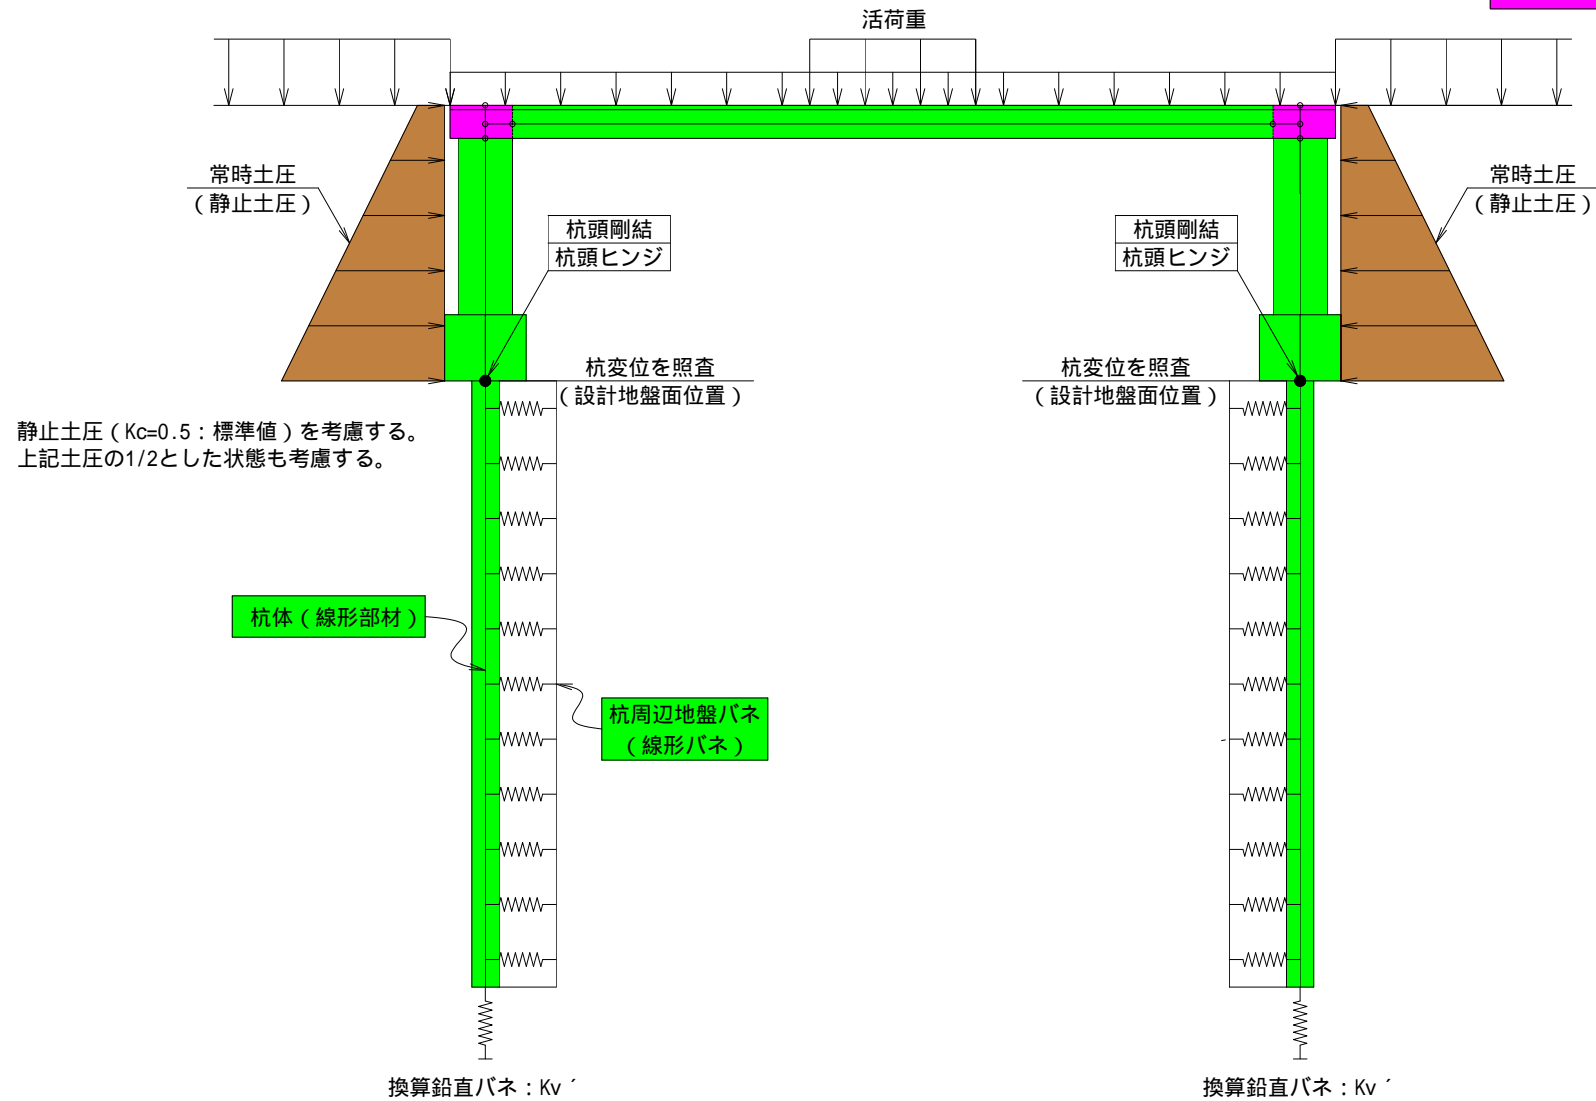 活荷重
常時土圧
(静止土圧)
常時土圧
(静止土圧)
杭頭剛結
杭頭ヒンジ
杭頭剛結
杭頭ヒンジ
杭変位を照査
(設計地盤面位置)
杭変位を照査
(設計地盤面位置)
静止土圧(Kc=0.5:標準値)を考慮する。
上記土圧の1/2とした状態も考慮する。
杭体(線形部材)
杭周辺地盤バネ
(線形バネ)
換算鉛直バネ:Kv ´
換算鉛直バネ:Kv ´